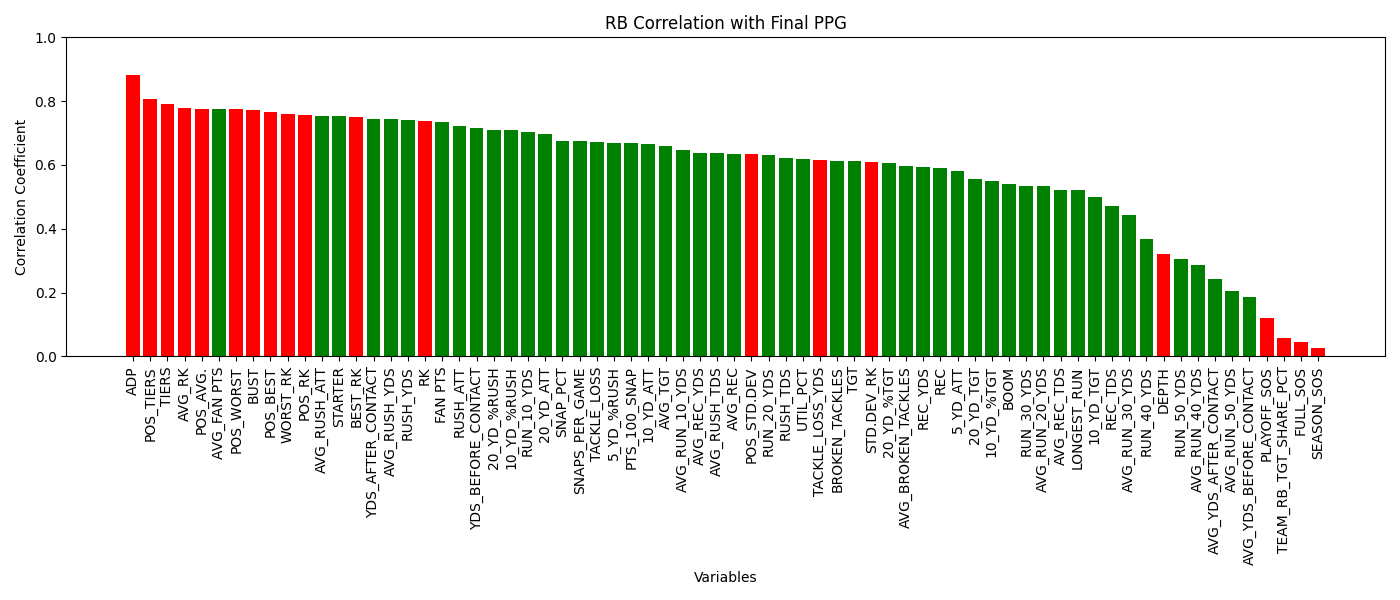 RB Correlation with Final PPG
Correlation Coefficient
1.0
0.8
0.6
0.4
0.2
0.0
ADP
POS_TIERS
TIERS
AVG_RK
POS_AVG.
AVG_FAN PTS
POS_WORST
BUST
POS_BEST
WORST_RK
POS_RK
AVG_RUSH_ATT
STARTER
BEST_RK
YDS_AFTER_CONTACT
AVG_RUSH_YDS
RUSH_YDS
RK
FAN PTS
RUSH_ATT
YDS_BEFORE_CONTACT
20_YD_%RUSH
10_YD_%RUSH
RUN_10_YDS
20_YD_ATT
SNAP_PCT
SNAPS_PER_GAME
TACKLE_LOSS
5_YD_%RUSH
PTS_100_SNAP
10_YD_ATT
AVG_TGT
AVG_RUN_10_YDS
AVG_REC_YDS
AVG_RUSH_TDS
AVG_REC
POS_STD.DEV
RUN_20_YDS
RUSH_TDS
UTIL_PCT
TACKLE_LOSS_YDS
BROKEN_TACKLES
TGT
STD.DEV_RK
20_YD_%TGT
AVG_BROKEN_TACKLES
REC_YDS
REC
5_YD_ATT
20_YD_TGT
10_YD_%TGT
BOOM
RUN_30_YDS
AVG_RUN_20_YDS
AVG_REC_TDS
LONGEST_RUN
10_YD_TGT
REC_TDS
AVG_RUN_30_YDS
RUN_40_YDS
DEPTH
RUN_50_YDS
AVG_RUN_40_YDS
AVG_YDS_AFTER_CONTACT
AVG_RUN_50_YDS
AVG_YDS_BEFORE_CONTACT
PLAYOFF_SOS
TEAM_RB_TGT_SHARE_PCT
FULL_SOS
SEASON_SOS
Variables